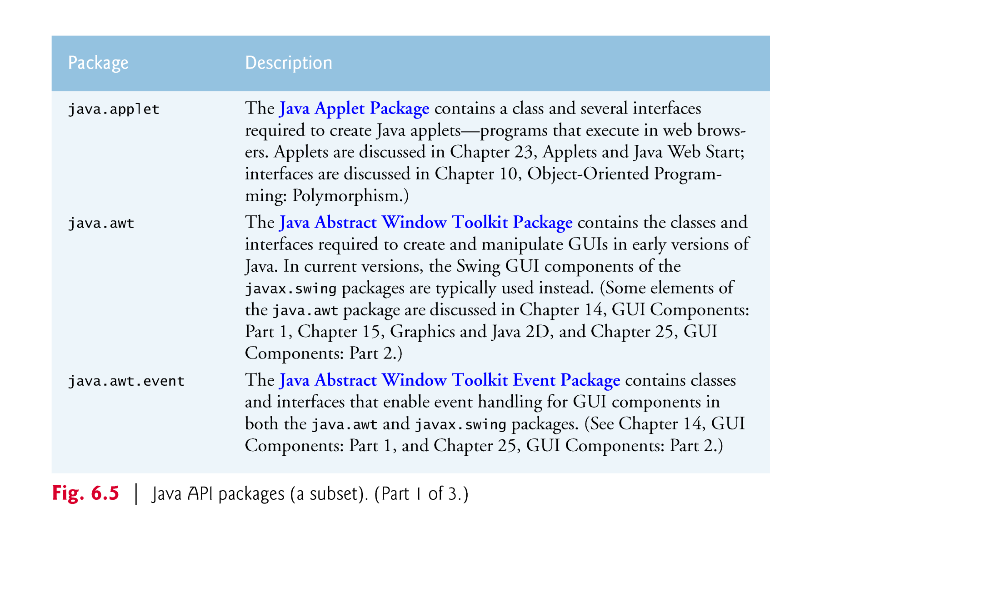 Package Description
java.applet The Java Applet Package contains a class and several interfaces
required to create Java applets—programs that execute in web brows-
ers. Applets are discussed in Chapter 23, Applets and Java Web Start;
interfaces are discussed in Chapter 10, Object-Oriented Program-
ming: Polymorphism.)
java.awt The Java Abstract Window Toolkit Package contains the classes and
interfaces required to create and manipulate GUIs in early versions of
Java. In current versions, the Swing GUI components of the
javax.swing packages are typically used instead. (Some elements of
the java.awt package are discussed in Chapter 14, GUI Components:
Part 1, Chapter 15, Graphics and Java 2D, and Chapter 25, GUI
Components: Part 2.)
java.awt.event The Java Abstract Window Toolkit Event Package contains classes
and interfaces that enable event handling for GUI components in
both the java.awt and javax.swing packages. (See Chapter 14, GUI
Components: Part 1, and Chapter 25, GUI Components: Part 2.)
Fig. 6.5 | Java API packages (a subset). (Part 1 of 3.)